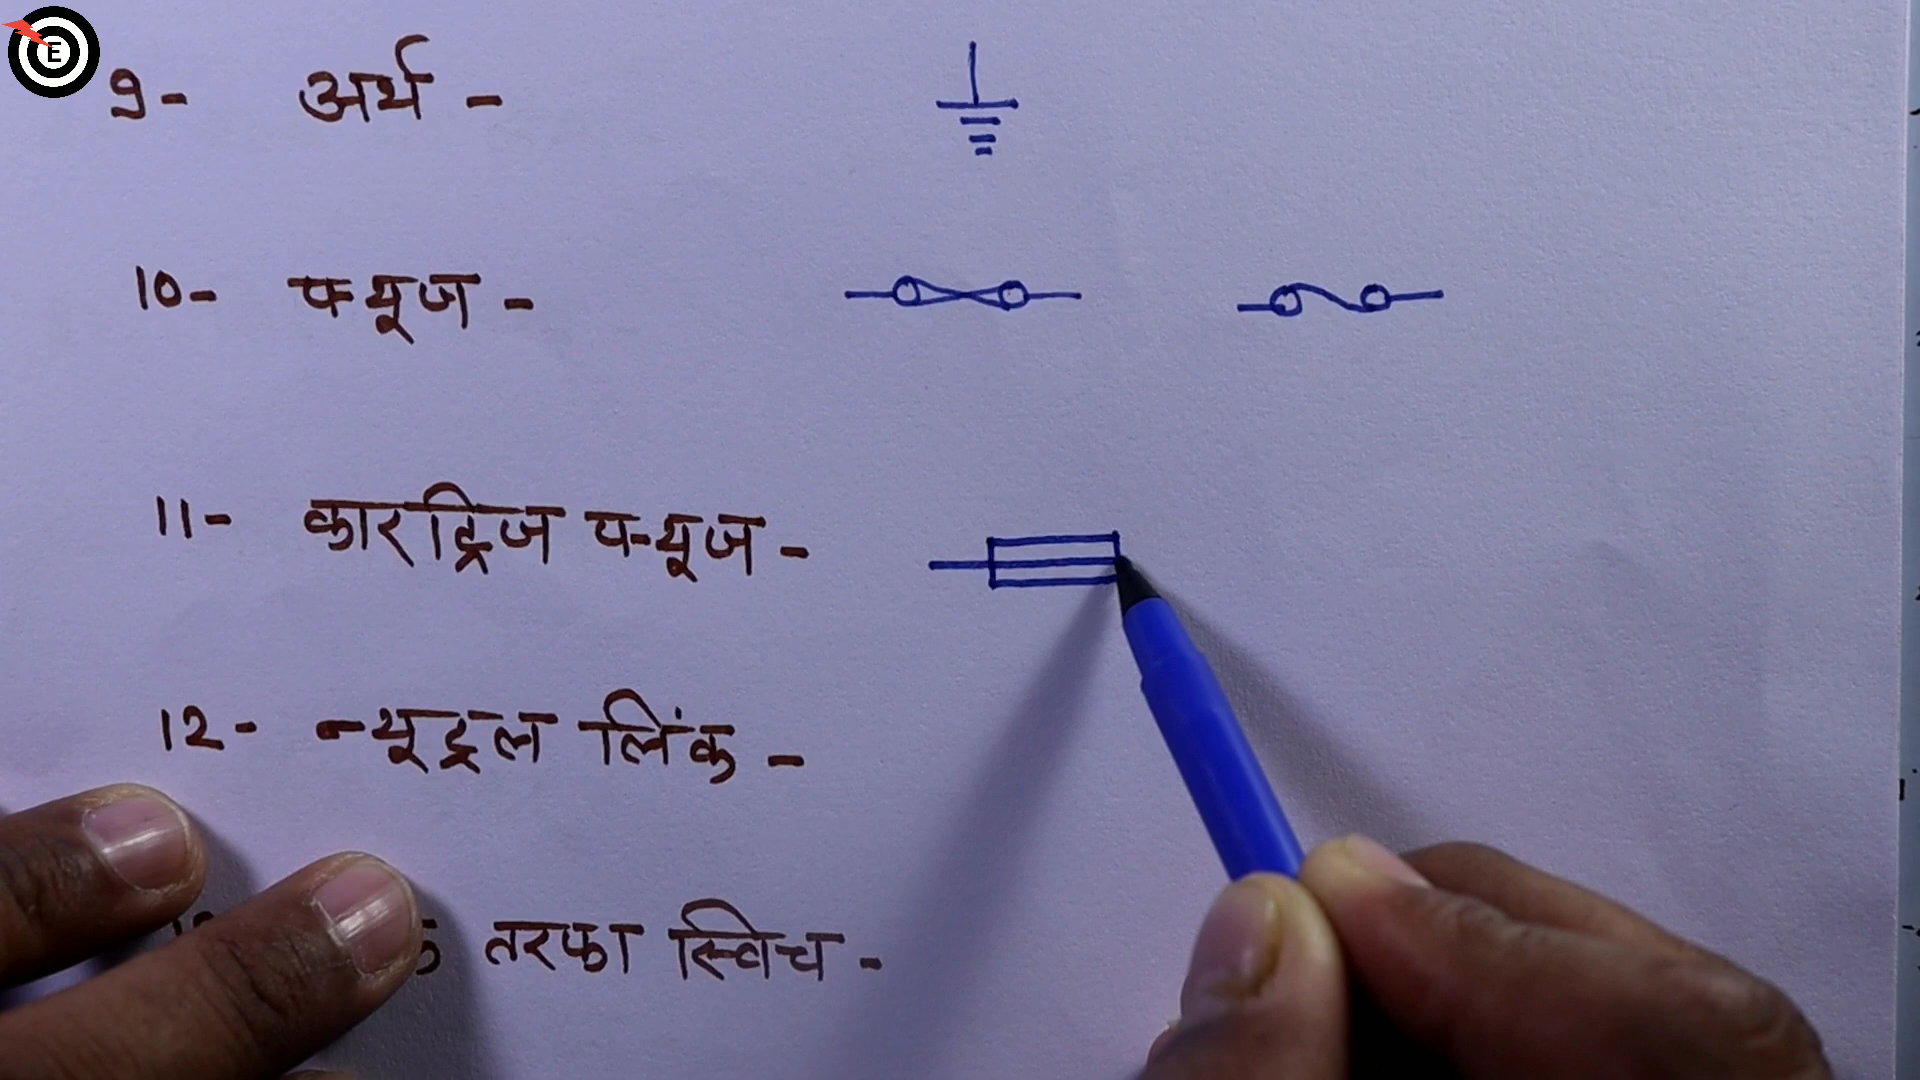 E
9- अर्थ -
10- फ्यूज -
11- कारट्रिज फ्यूज -
12- न्यूट्रल लिंक -
तरफा स्विच -